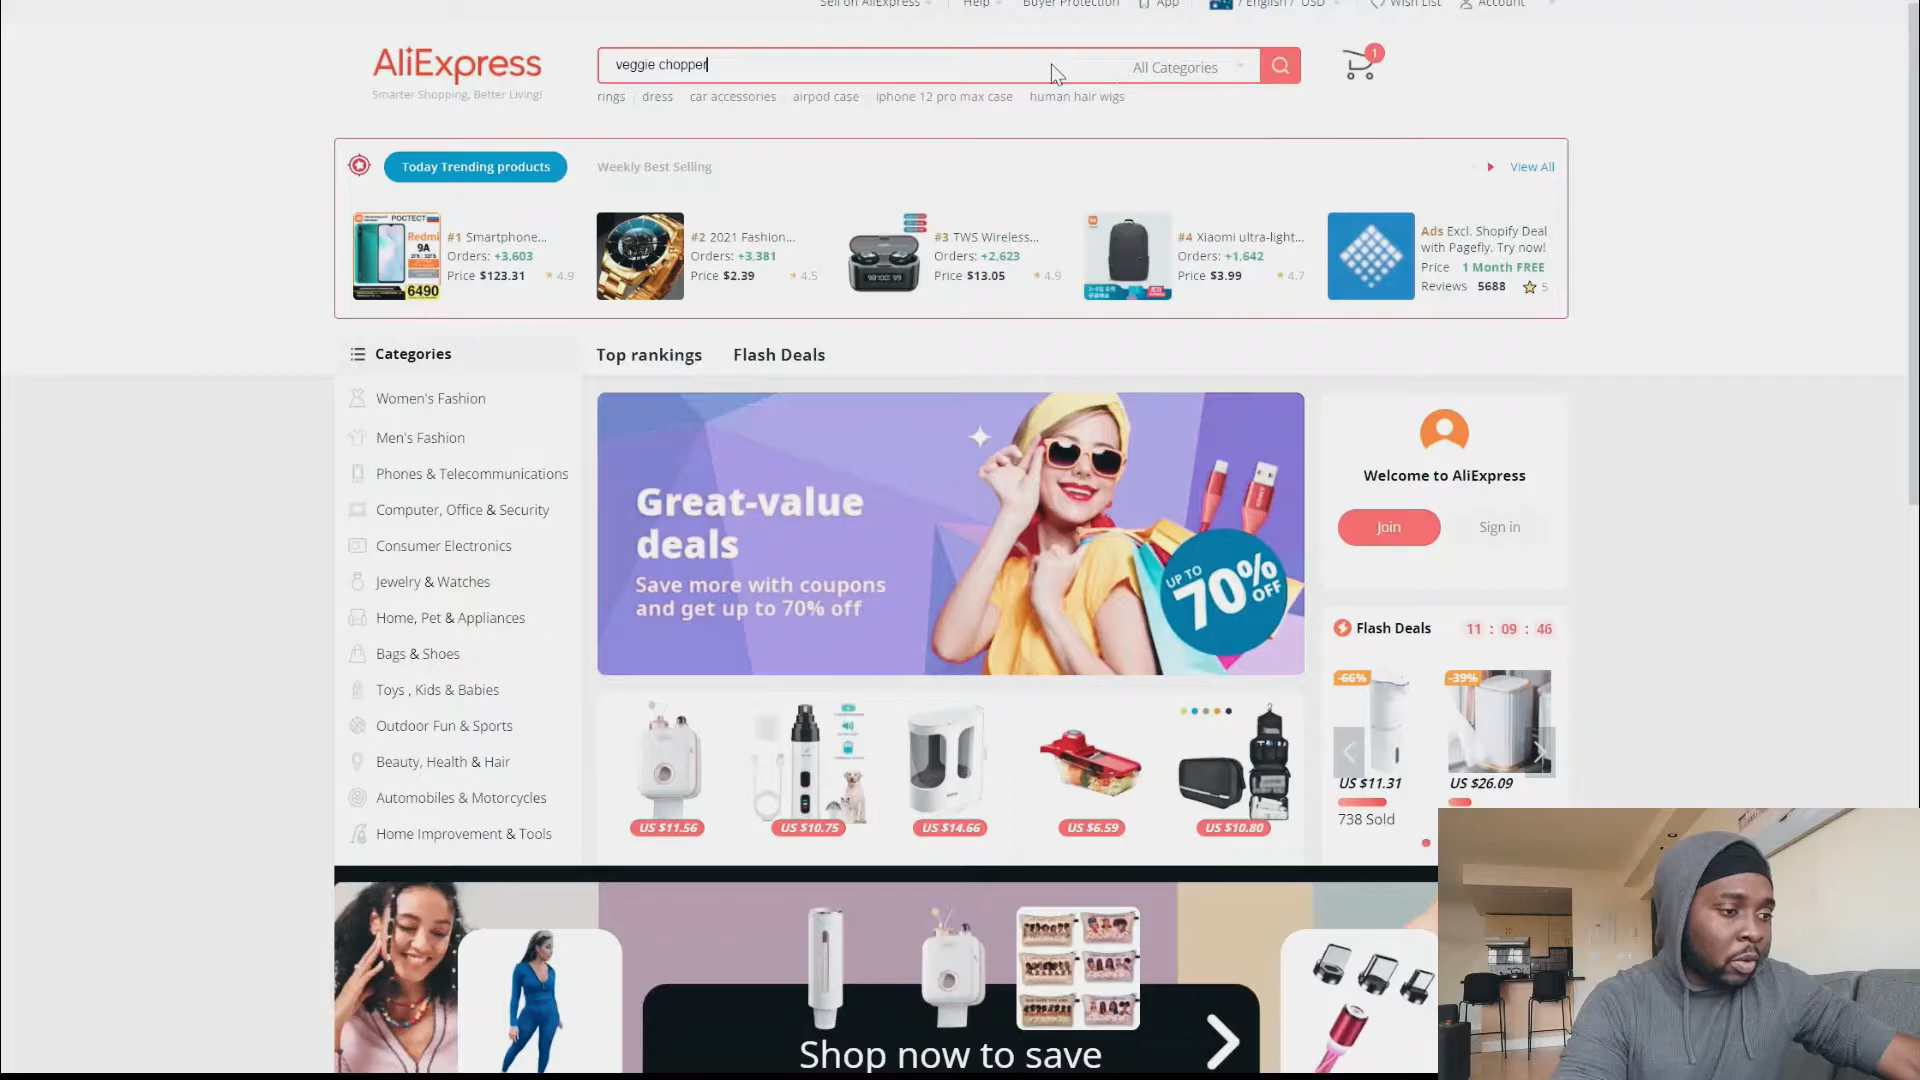 Sell on AliExpress
Help
Buyer Protection
App
/ English / USD
Wish List
Account
AliExpress
Smarter Shopping, Better Living!
veggie chopper
All Categories
1
rings dress car accessories airpod case iphone 12 pro max case human hair wigs
Today Trending products
Weekly Best Selling
View All
РОСТЕСТ
Redmi
9A
6490
#1 Smartphone...
Orders: +3,603
Price $123.31 4.9
#2 2021 Fashion...
Orders: +3,381
Price $2.39 4.5
#3 TWS Wireless...
Orders: +2,623
Price $13.05 4.9
#4 Xiaomi ultra-light...
Orders: +1,642
Price $3.99 4.7
Ads Excl. Shopify Deal
with Pagefly. Try now!
Price 1 Month FREE
Reviews 5688 5
Categories
Top rankings
Flash Deals
Women's Fashion
Men's Fashion
Phones & Telecommunications
Computer, Office & Security
Consumer Electronics
Jewelry & Watches
Home, Pet & Appliances
Bags & Shoes
Toys , Kids & Babies
Outdoor Fun & Sports
Beauty, Health & Hair
Automobiles & Motorcycles
Home Improvement & Tools
Great-value
deals
Save more with coupons
and get up to 70% off
UP TO
70% OFF
Welcome to AliExpress
Join
Sign in
Flash Deals 11 : 09 : 46
-66%
-39%
US $11.31
US $26.09
738 Sold
US $11.56
US $10.75
US $14.66
US $6.59
US $10.80
Shop now to save